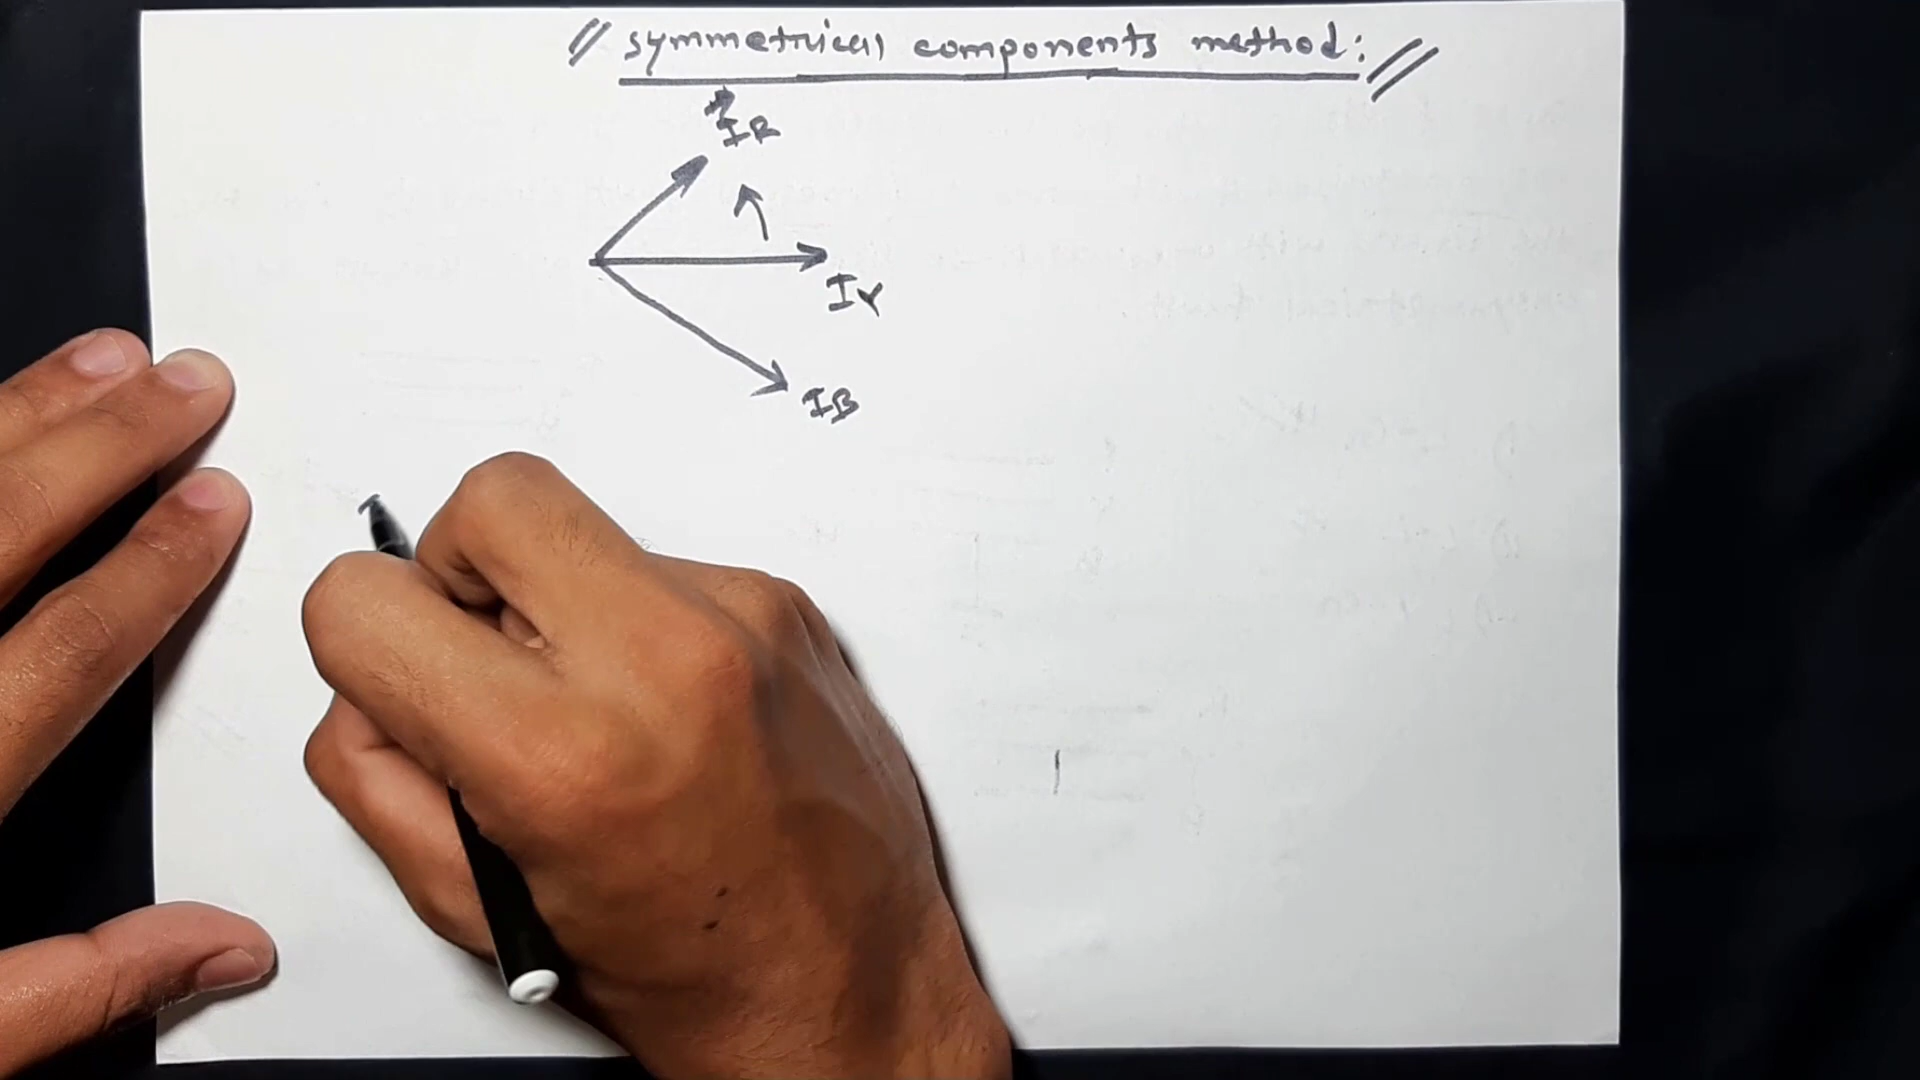 // symmetrical components method: //
IR
IY
IB